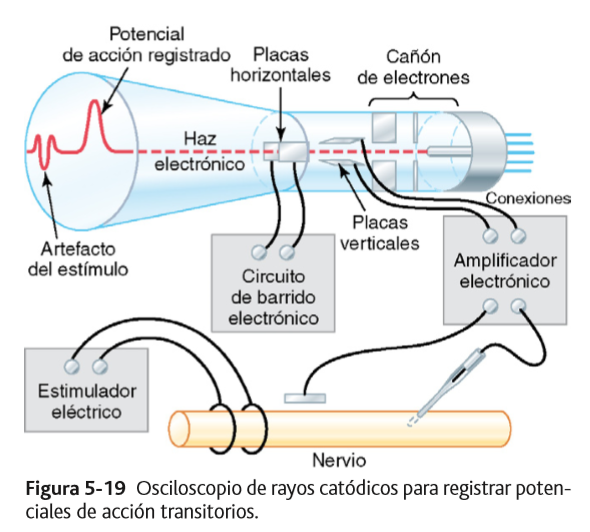 Potencial
de acción registrado
Placas
horizontales
Cañón
de electrones
Haz
electrónico
Conexiones
Artefacto
del estímulo
Placas
verticales
Circuito
de barrido
electrónico
Amplificador
electrónico
Estimulador
eléctrico
Nervio
Figura 5-19 Osciloscopio de rayos catódicos para registrar poten-
ciales de acción transitorios.